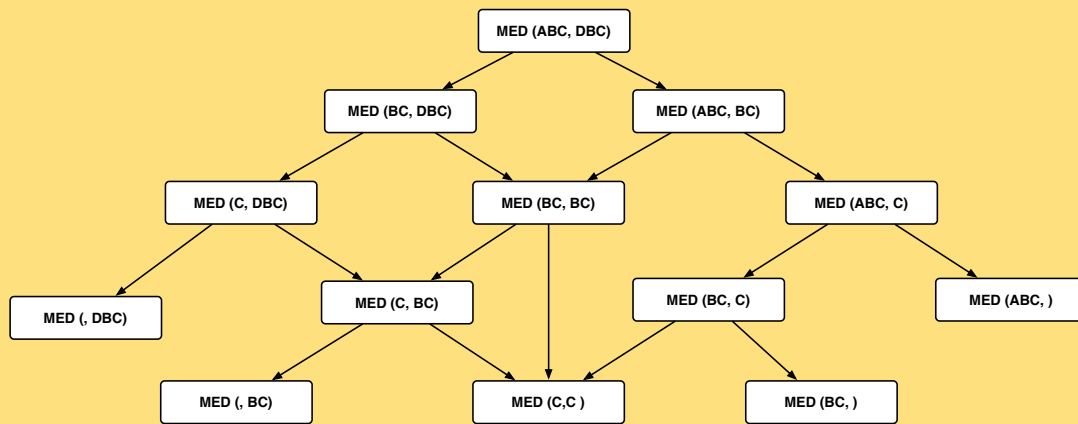 MED (ABC, DBC)
MED (BC, DBC)
MED (ABC, BC)
MED (C, DBC)
MED (BC, BC)
MED (ABC, C)
MED (, DBC)
MED (C, BC)
MED (BC, C)
MED (ABC, )
MED (, BC)
MED (C,C )
MED (BC, )